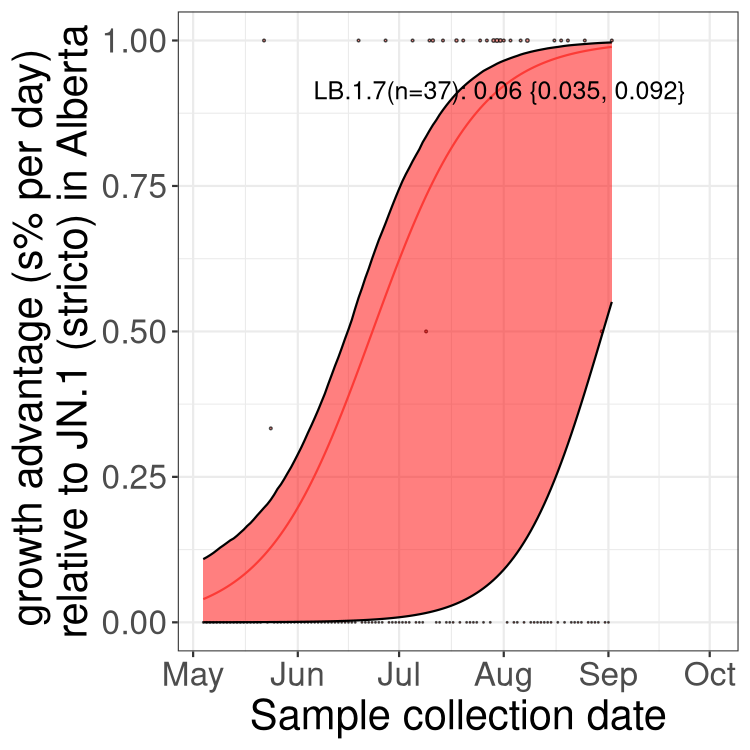 growth advantage (s% per day)
relative to JN.1 (stricto) in Alberta
1.00
0.75
0.50
0.25
0.00
LB.1.7(n=37): 0.06 {0.035, 0.092}
May Jun Jul Aug Sep Oct
Sample collection date